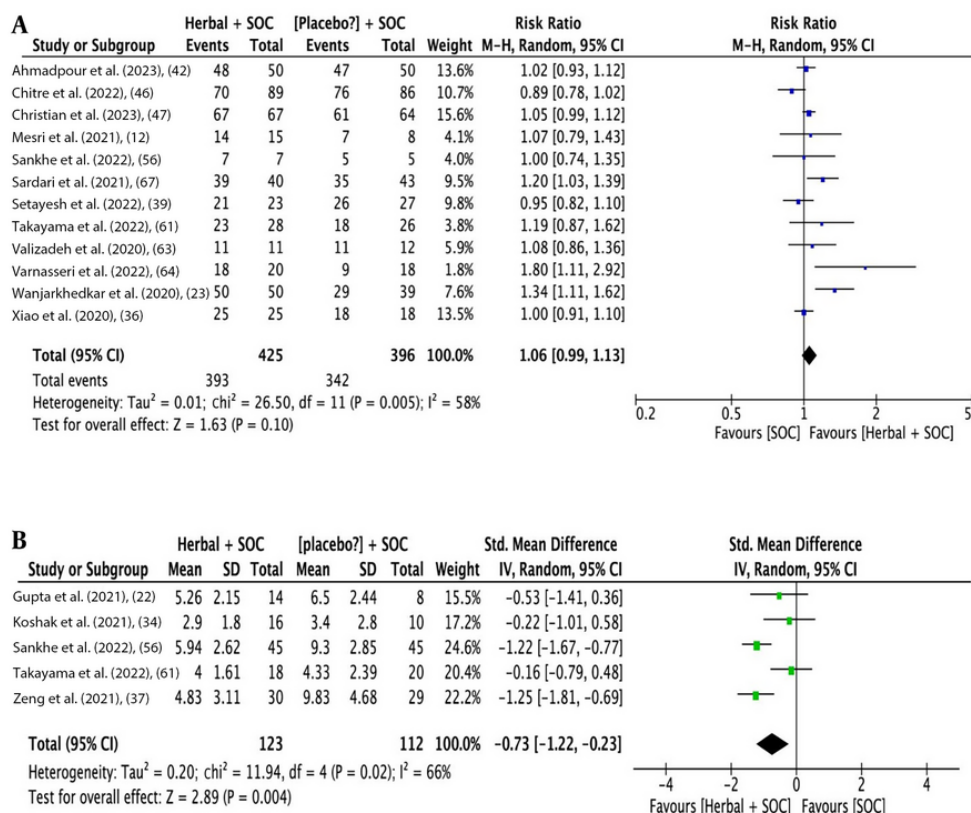 A
Herbal + SOC [Placebo?] + SOC Risk Ratio Risk Ratio
Study or Subgroup Events Total Events Total Weight M-H, Random, 95% CI M-H, Random, 95% CI
Ahmadpour et al. (2023), (42) 48 50 47 50 13.6% 1.02 [0.93, 1.12]
Chitre et al. (2022), (46) 70 89 76 86 10.7% 0.89 [0.78, 1.02]
Christian et al. (2023), (47) 67 67 61 64 15.6% 1.05 [0.99, 1.12]
Mesri et al. (2021), (12) 14 15 7 8 4.1% 1.07 [0.79, 1.43]
Sankhe et al. (2022), (56) 7 7 5 5 4.0% 1.00 [0.74, 1.35]
Sardari et al. (2021), (67) 39 40 35 43 9.5% 1.20 [1.03, 1.39]
Setayesh et al. (2022), (39) 21 23 26 27 9.8% 0.95 [0.82, 1.10]
Takayama et al. (2022), (61) 23 28 18 26 3.8% 1.19 [0.87, 1.62]
Valizadeh et al. (2020), (63) 11 11 11 12 5.9% 1.08 [0.86, 1.36]
Varnasseri et al. (2022), (64) 18 20 9 18 1.8% 1.80 [1.11, 2.92]
Wanjarkhedkar et al. (2020), (23) 50 50 29 39 7.6% 1.34 [1.11, 1.62]
Xiao et al. (2020), (36) 25 25 18 18 13.5% 1.00 [0.91, 1.10]
Total (95% CI) 425 396 100.0% 1.06 [0.99, 1.13]
Total events 393 342
Heterogeneity: Tau² = 0.01; chi² = 26.50, df = 11 (P = 0.005); I² = 58%
Test for overall effect: Z = 1.63 (P = 0.10)
0.2 0.5 1 2 5
Favours [SOC] Favours [Herbal + SOC]
B
Herbal + SOC [placebo?] + SOC Std. Mean Difference Std. Mean Difference
Study or Subgroup Mean SD Total Mean SD Total Weight IV, Random, 95% CI IV, Random, 95% CI
Gupta et al. (2021), (22) 5.26 2.15 14 6.5 2.44 8 15.5% −0.53 [−1.41, 0.36]
Koshak et al. (2021), (34) 2.9 1.8 16 3.4 2.8 10 17.2% −0.22 [−1.01, 0.58]
Sankhe et al. (2022), (56) 5.94 2.62 45 9.3 2.85 45 24.6% −1.22 [−1.67, −0.77]
Takayama et al. (2022), (61) 4 1.61 18 4.33 2.39 20 20.4% −0.16 [−0.79, 0.48]
Zeng et al. (2021), (37) 4.83 3.11 30 9.83 4.68 29 22.2% −1.25 [−1.81, −0.69]
Total (95% CI) 123 112 100.0% −0.73 [−1.22, −0.23]
Heterogeneity: Tau² = 0.20; chi² = 11.94, df = 4 (P = 0.02); I² = 66%
Test for overall effect: Z = 2.89 (P = 0.004)
−4 −2 0 2 4
Favours [Herbal + SOC] Favours [SOC]